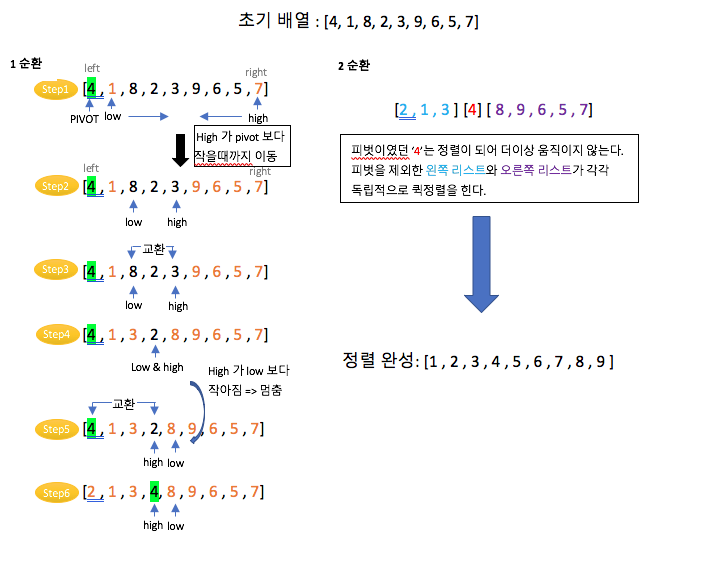 초기 배열 : [4, 1, 8, 2, 3, 9, 6, 5, 7]
1 순환
left
right
Step1
[4 , 1 , 8 , 2 , 3 , 9 , 6 , 5 , 7]
PIVOT
low
high
High 가 pivot 보다
작을때까지 이동
left
right
Step2
[4 , 1 , 8 , 2 , 3 , 9 , 6 , 5 , 7]
low
high
교환
Step3
[4 , 1 , 8 , 2 , 3 , 9 , 6 , 5 , 7]
low
high
Step4
[4 , 1 , 3 , 2 , 8 , 9 , 6 , 5 , 7]
Low & high
High 가 low 보다
작아짐 => 멈춤
교환
Step5
[4 , 1 , 3 , 2 , 8 , 9 , 6 , 5 , 7]
high
low
Step6
[2 , 1 , 3 , 4, 8 , 9 , 6 , 5 , 7]
high
low
2 순환
[2 , 1 , 3 ] [4] [ 8 , 9 , 6 , 5 , 7]
피벗이였던 ‘4’는 정렬이 되어 더이상 움직이지 않는다.
피벗을 제외한 왼쪽 리스트와 오른쪽 리스트가 각각
독립적으로 퀵정렬을 한다.
정렬 완성: [1 , 2 , 3 , 4 , 5 , 6 , 7 , 8 , 9 ]